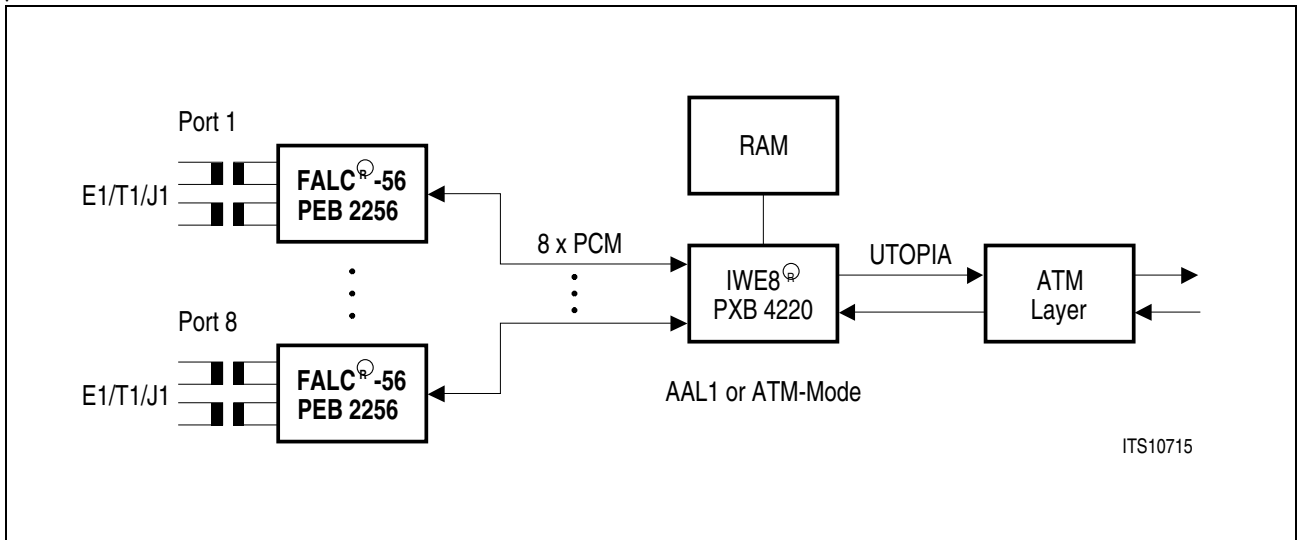 Port 1
E1/T1/J1
FALC®-56
PEB 2256
8 x PCM
RAM
IWE8®
PXB 4220
UTOPIA
ATM
Layer
Port 8
E1/T1/J1
FALC®-56
PEB 2256
AAL1 or ATM-Mode
ITS10715